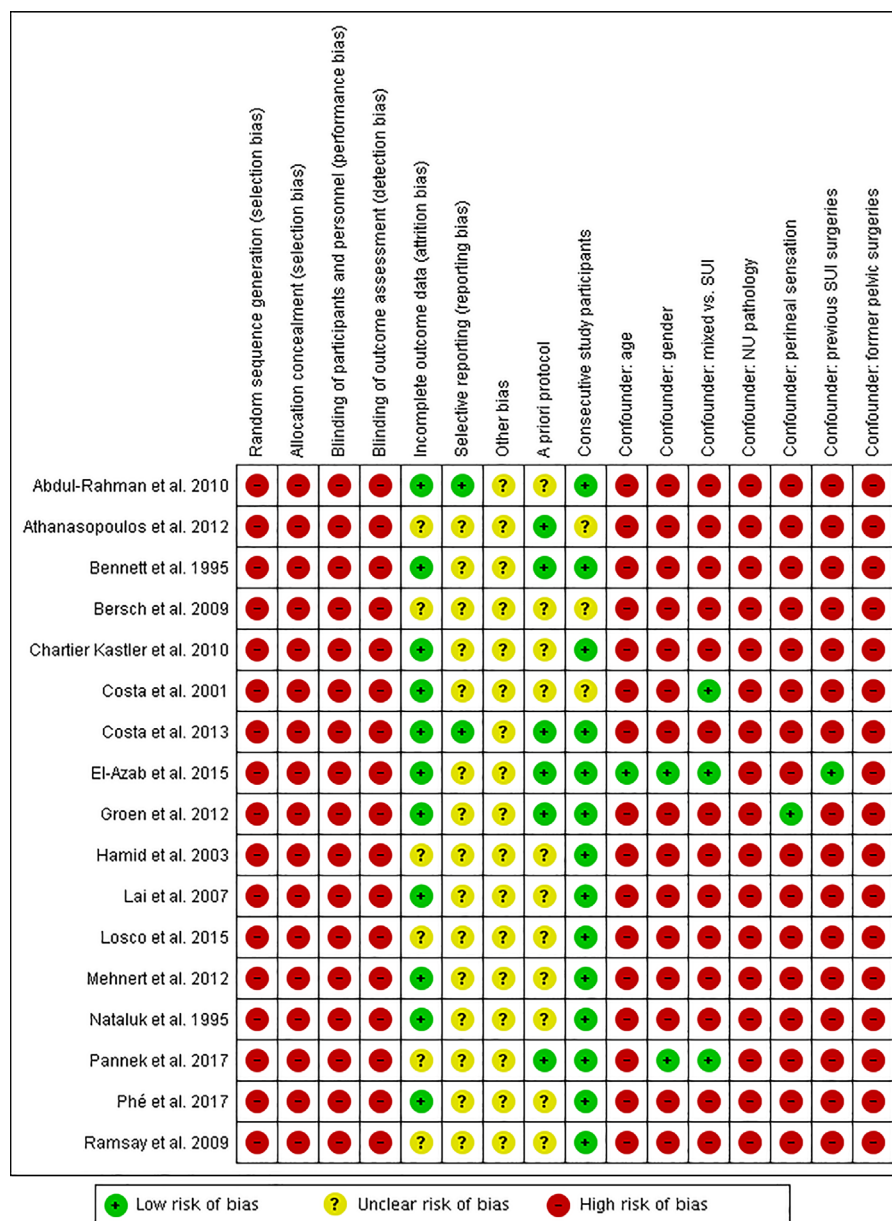 Random sequence generation (selection bias)
Allocation concealment (selection bias)
Blinding of participants and personnel (performance bias)
Blinding of outcome assessment (detection bias)
Incomplete outcome data (attrition bias)
Selective reporting (reporting bias)
Other bias
A priori protocol
Consecutive study participants
Confounder: age
Confounder: gender
Confounder: mixed vs. SUI
Confounder: NU pathology
Confounder: perineal sensation
Confounder: previous SUI surgeries
Confounder: former pelvic surgeries
Abdul-Rahman et al. 2010 - - - - + + ? ? + - - - - - - -
Athanasopoulos et al. 2012 - - - - ? ? ? + ? - - - - - - -
Bennett et al. 1995 - - - - + ? ? + + - - - - - - -
Bersch et al. 2009 - - - - ? ? ? ? ? - - - - - - -
Chartier Kastler et al. 2010 - - - - + ? ? ? + - - - - - - -
Costa et al. 2001 - - - - + ? ? ? ? - - + - - - -
Costa et al. 2013 - - - - + + ? + + - - - - - - -
El-Azab et al. 2015 - - - - + ? ? + + + + + - - + -
Groen et al. 2012 - - - - + ? ? + + - - - - + - -
Hamid et al. 2003 - - - - ? ? ? ? + - - - - - - -
Lai et al. 2007 - - - - + ? ? ? + - - - - - - -
Losco et al. 2015 - - - - ? ? ? ? + - - - - - - -
Mehnert et al. 2012 - - - - + ? ? ? + - - - - - - -
Nataluk et al. 1995 - - - - + ? ? ? + - - - - - - -
Pannek et al. 2017 - - - - ? ? ? + + - + + - - - -
Phé et al. 2017 - - - - + ? ? ? + - - - - - - -
Ramsay et al. 2009 - - - - ? ? ? ? + - - - - - - -
+ Low risk of bias ? Unclear risk of bias - High risk of bias